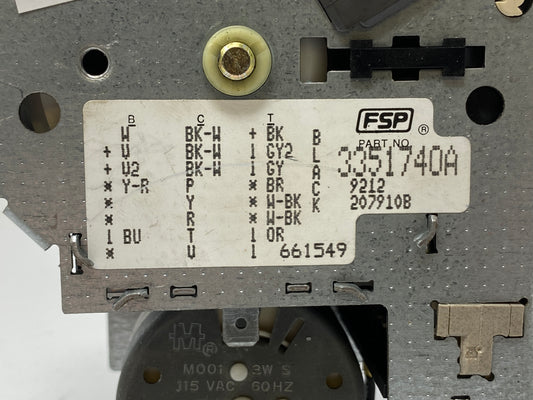 B C T
W BK-W + BK B
+ V BK-W I GY2 L
+ V2 BK-W I GY A
* Y-R P * BR C
* Y * W-BK K
* R * W-BK
I BU T I OR
* V I 661549
FSP ®
PART NO.
3351740A
9212
207910B
M ®
M001 3W S
115 VAC 60HZ